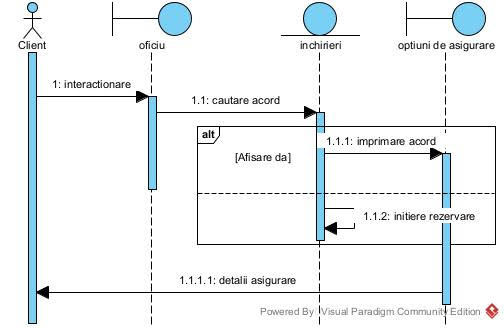 Client
oficiu
inchirieri
optiuni de asigurare
1: interactionare
1.1: cautare acord
alt
1.1.1: imprimare acord
[Afisare da]
1.1.2: initiere rezervare
1.1.1.1: detalii asigurare
Powered By Visual Paradigm Community Edition